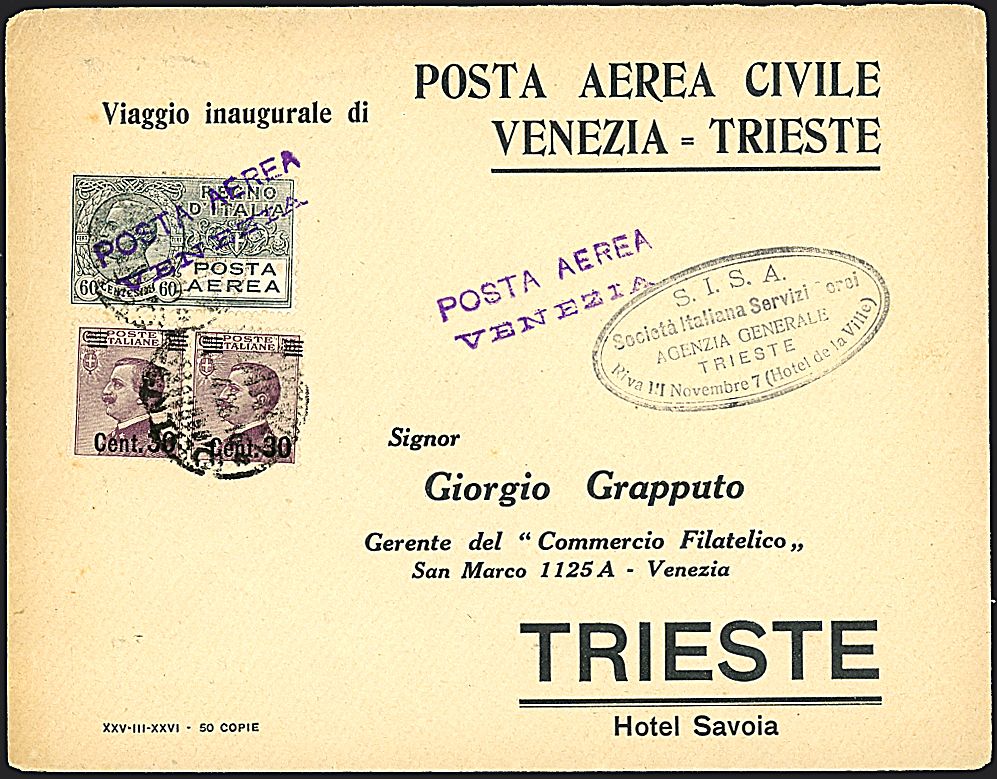 POSTA AEREA CIVILE
Viaggio inaugurale di
VENEZIA = TRIESTE
REGNO
D'ITALIA
POSTA
AEREA
60 CENTESIMI 60
POSTA AEREA
VENEZIA
POSTE
ITALIANE
Cent. 30
POSTE
ITALIANE
Cent. 30
POSTA AEREA
VENEZIA
S. I. S. A.
Società Italiana Servizi
AGENZIA GENERALE
TRIESTE
Riva Novembre 7 (Hotel de la Ville)
Signor
Giorgio Grapputo
Gerente del “ Commercio Filatelico „
San Marco 1125 A - Venezia
TRIESTE
Hotel Savoia
XXV-III-XXVI - 50 COPIE